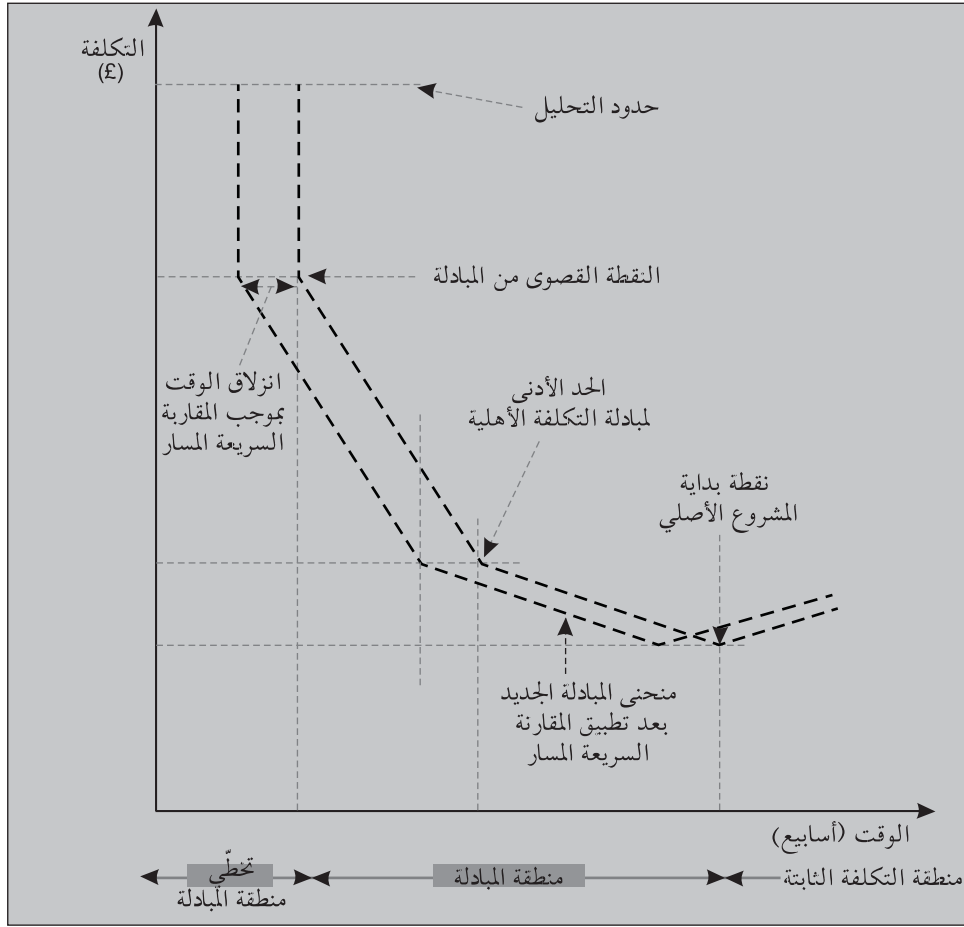 التكلفة
(£)
حدود التحليل
النقطة القصوى من المبادلة
انزلاق الوقت
بموجب المقاربة
السريعة المسار
الحد الأدنى
لمبادلة التكلفة الأهلية
نقطة بداية
المشروع الأصلي
منحنى المبادلة الجديد
بعد تطبيق المقارنة
السريعة المسار
الوقت (أسابيع)
منطقة التكلفة الثابتة
منطقة المبادلة
تخطّي
منطقة المبادلة